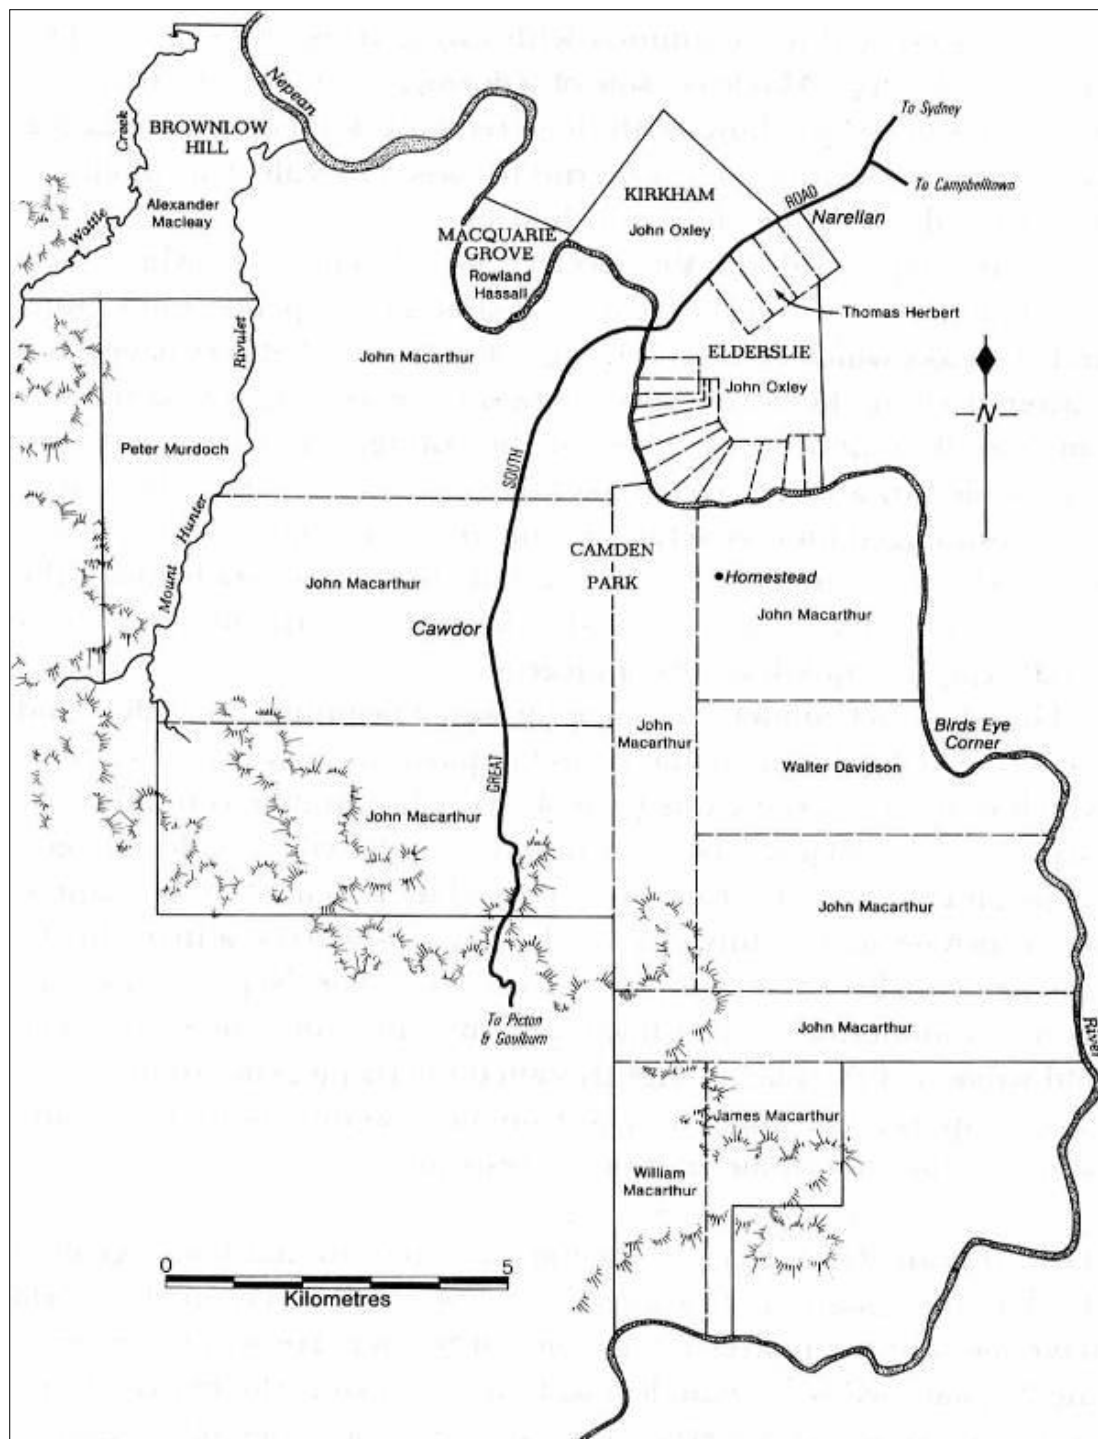 Nepean
Creek
BROWNLOW
HILL
To Sydney
To Campbelltown
KIRKHAM
ROAD
Narellan
Alexander
Macleay
Wattle
John Oxley
MACQUARIE
GROVE
Rowland
Hassall
Thomas Herbert
Rivulet
John Macarthur
ELDERSLIE
John Oxley
N
Peter Murdoch
SOUTH
Hunter
CAMDEN
PARK
Mount
John Macarthur
Homestead
John Macarthur
Cawdor
John
Macarthur
Birds Eye
Corner
GREAT
Walter Davidson
John Macarthur
John Macarthur
To Picton
& Goulburn
John Macarthur
River
James Macarthur
William
Macarthur
0 5
Kilometres